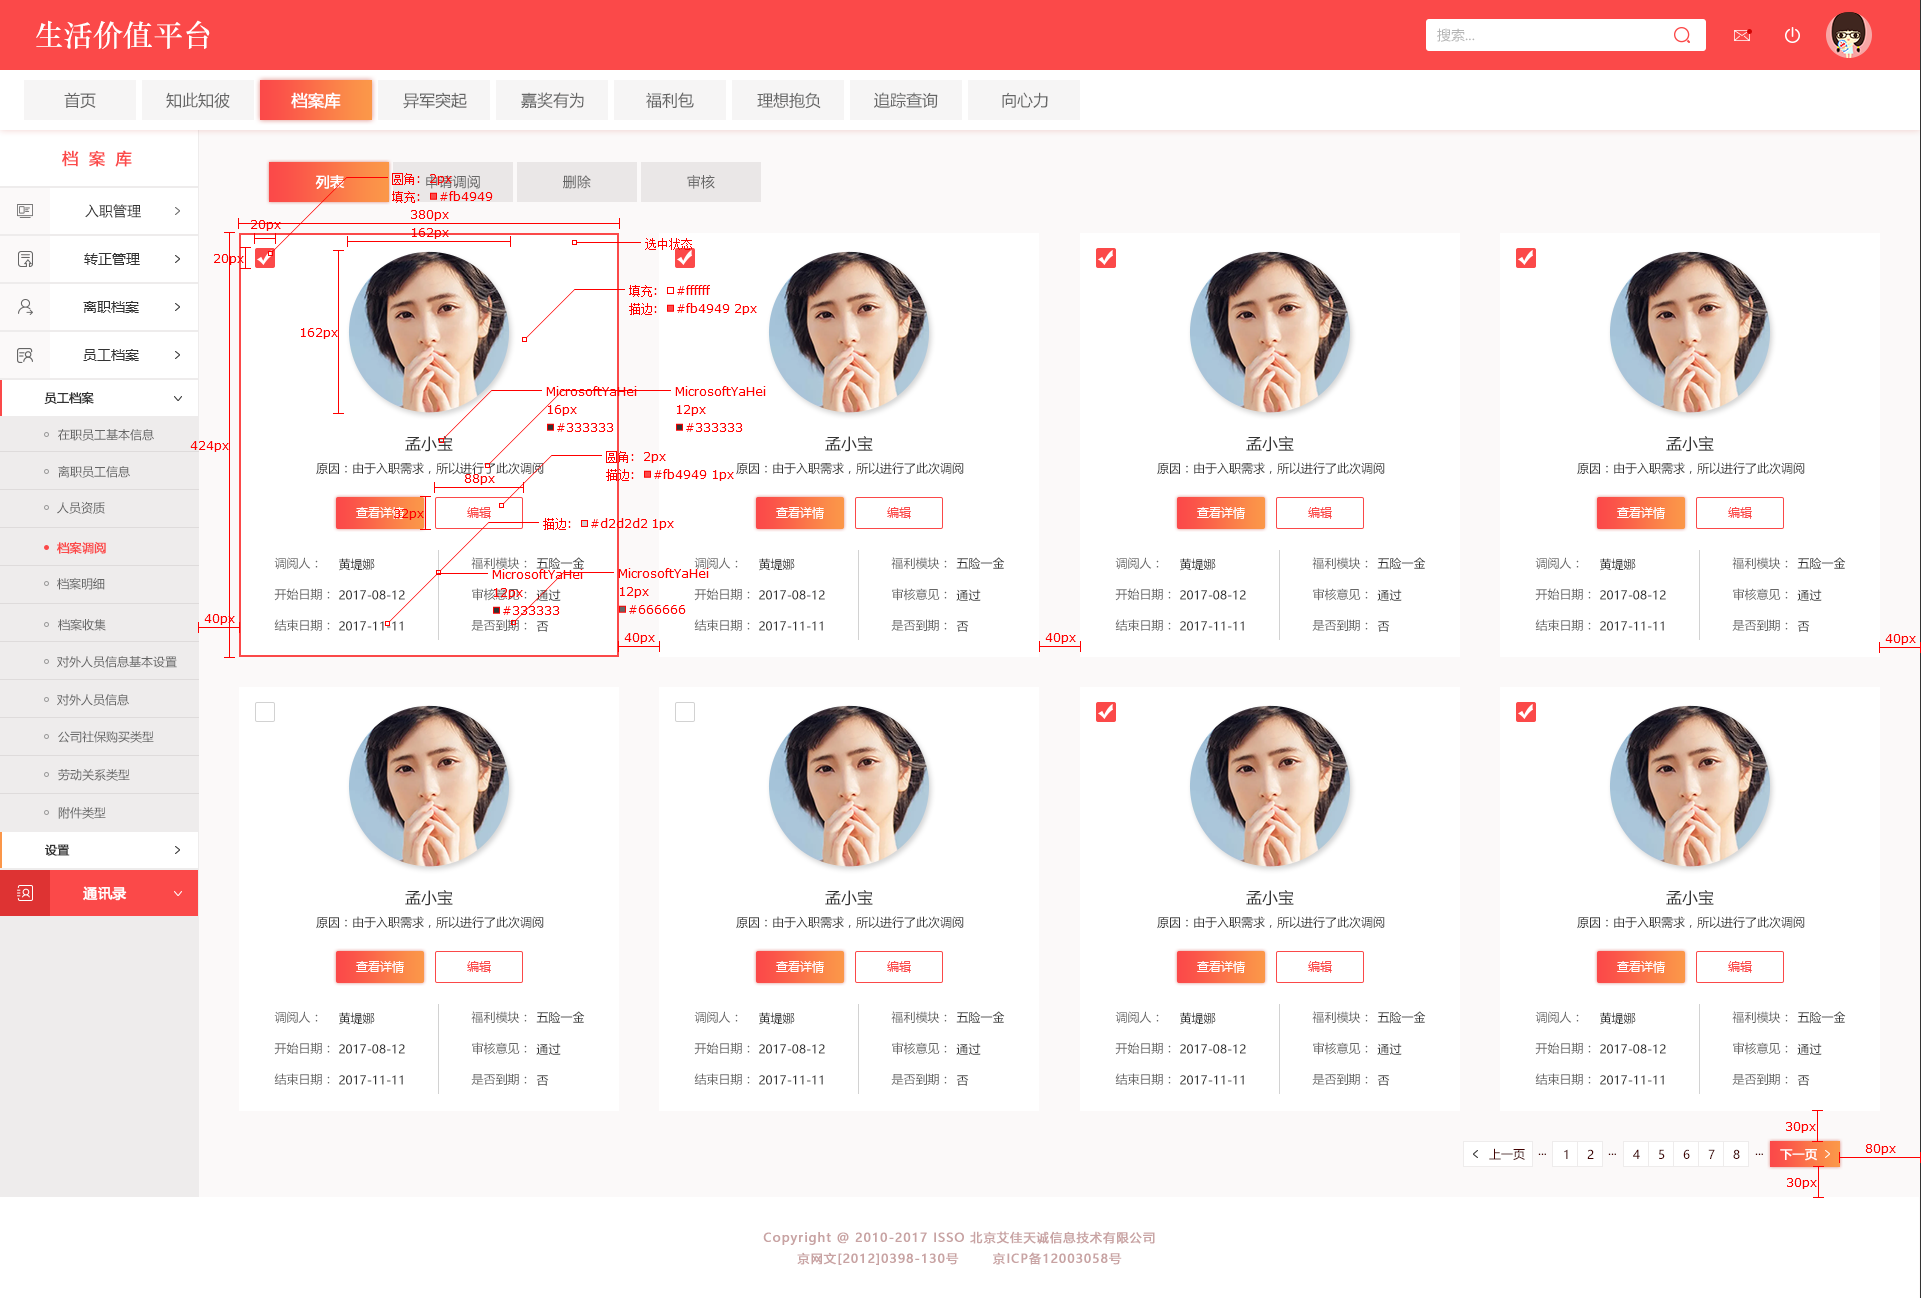 生活价值平台
搜索...
首页
知此知彼
档案库
异军突起
嘉奖有为
福利包
理想抱负
追踪查询
向心力
档 案 库
入职管理
转正管理
离职档案
员工档案
员工档案
在职员工基本信息
离职员工信息
人员资质
档案调阅
档案明细
档案收集
对外人员信息基本设置
对外人员信息
公司社保购买类型
劳动关系类型
附件类型
设置
通讯录
列表
申请调阅
删除
审核
圆角：2px
填充：#fb4949
380px
20px
162px
选中状态
20px
填充：#ffffff
描边：#fb4949 2px
162px
MicrosoftYaHei
16px
#333333
MicrosoftYaHei
12px
#333333
424px
圆角：2px
描边：#fb4949 1px
88px
32px
描边：#d2d2d2 1px
MicrosoftYaHei
12px
#333333
MicrosoftYaHei
12px
#666666
40px
40px
40px
40px
孟小宝
原因：由于入职需求，所以进行了此次调阅
查看详情
编辑
调阅人： 黄堤娜
福利模块： 五险一金
开始日期： 2017-08-12
审核意见： 通过
结束日期： 2017-11-11
是否到期： 否
孟小宝
原因：由于入职需求，所以进行了此次调阅
查看详情
编辑
调阅人： 黄堤娜
福利模块： 五险一金
开始日期： 2017-08-12
审核意见： 通过
结束日期： 2017-11-11
是否到期： 否
孟小宝
原因：由于入职需求，所以进行了此次调阅
查看详情
编辑
调阅人： 黄堤娜
福利模块： 五险一金
开始日期： 2017-08-12
审核意见： 通过
结束日期： 2017-11-11
是否到期： 否
孟小宝
原因：由于入职需求，所以进行了此次调阅
查看详情
编辑
调阅人： 黄堤娜
福利模块： 五险一金
开始日期： 2017-08-12
审核意见： 通过
结束日期： 2017-11-11
是否到期： 否
孟小宝
原因：由于入职需求，所以进行了此次调阅
查看详情
编辑
调阅人： 黄堤娜
福利模块： 五险一金
开始日期： 2017-08-12
审核意见： 通过
结束日期： 2017-11-11
是否到期： 否
孟小宝
原因：由于入职需求，所以进行了此次调阅
查看详情
编辑
调阅人： 黄堤娜
福利模块： 五险一金
开始日期： 2017-08-12
审核意见： 通过
结束日期： 2017-11-11
是否到期： 否
孟小宝
原因：由于入职需求，所以进行了此次调阅
查看详情
编辑
调阅人： 黄堤娜
福利模块： 五险一金
开始日期： 2017-08-12
审核意见： 通过
结束日期： 2017-11-11
是否到期： 否
孟小宝
原因：由于入职需求，所以进行了此次调阅
查看详情
编辑
调阅人： 黄堤娜
福利模块： 五险一金
开始日期： 2017-08-12
审核意见： 通过
结束日期： 2017-11-11
是否到期： 否
30px
< 上一页 ··· 1 2 ··· 4 5 6 7 8 ··· 下一页 >
80px
30px
Copyright @ 2010-2017 ISSO 北京艾佳天诚信息技术有限公司
京网文[2012]0398-130号 京ICP备12003058号